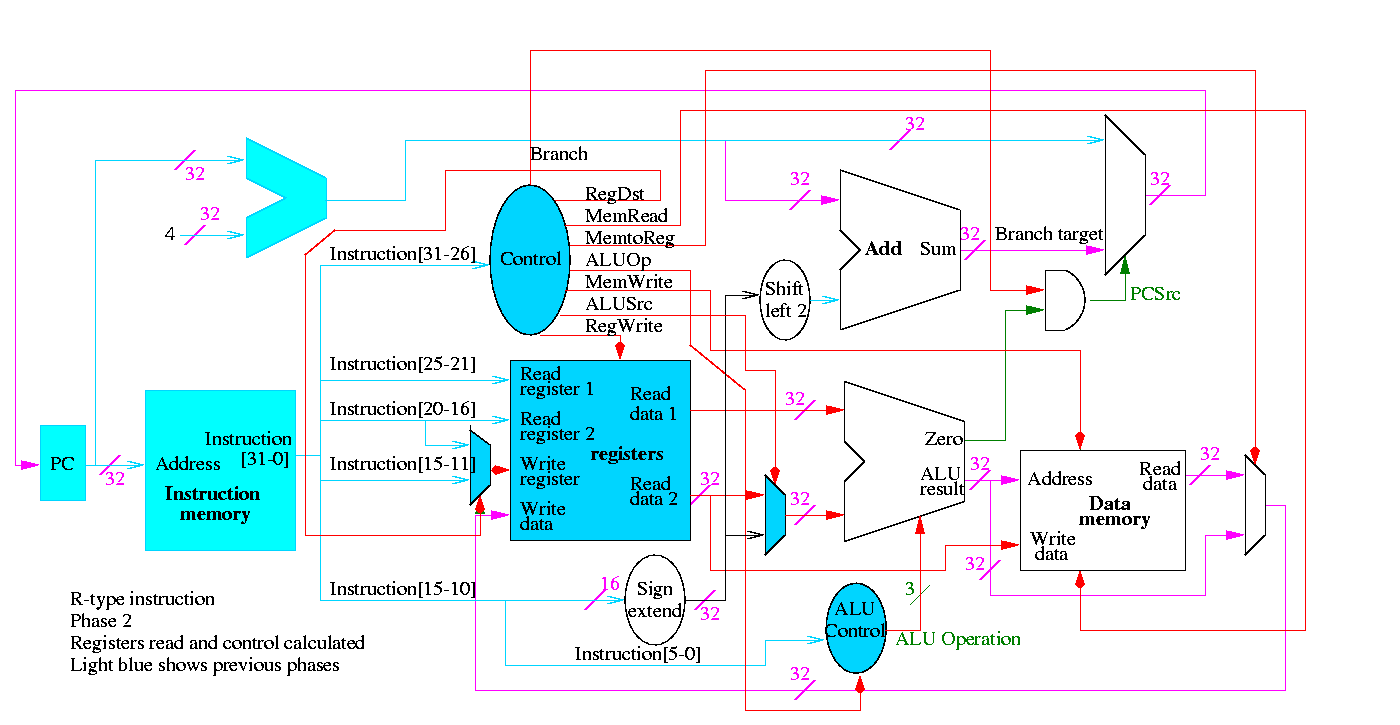 32
Branch
32
32
32
32
RegDst
MemRead
MemtoReg
ALUOp
MemWrite
ALUSrc
RegWrite
4
32
Instruction[31-26]
Control
Add
Sum
32
Branch target
Shift
left 2
PCSrc
Instruction[25-21]
Instruction[20-16]
Instruction[15-11]
Read
register 1
Read
register 2
Write
register
Write
data
registers
Read
data 1
Read
data 2
32
32
32
Zero
ALU
result
32
PC
32
Instruction
[31-0]
Address
Instruction
memory
Address
Read
data
Data
memory
Write
data
32
32
Instruction[15-10]
16
Sign
extend
32
ALU
Control
3
ALU Operation
Instruction[5-0]
32
R-type instruction
Phase 2
Registers read and control calculated
Light blue shows previous phases